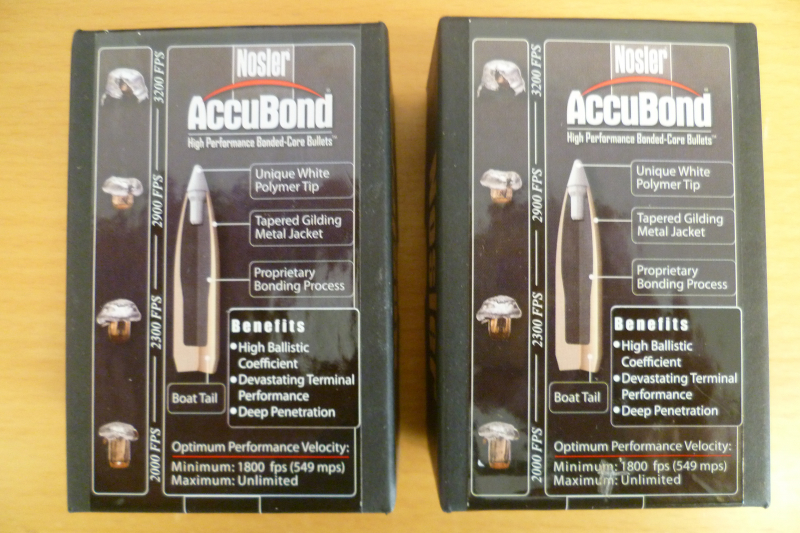 3200 FPS
2900 FPS
2300 FPS
2000 FPS
Nosler
AccuBond
High Performance Bonded-Core Bullets™
Unique White
Polymer Tip
Tapered Gilding
Metal Jacket
Proprietary
Bonding Process
Benefits
•High Ballistic
Coefficient
•Devastating Terminal
Performance
•Deep Penetration
Boat Tail
Optimum Performance Velocity:
Minimum: 1800 fps (549 mps)
Maximum: Unlimited
3200 FPS
2900 FPS
2300 FPS
2000 FPS
Nosler
AccuBond
High Performance Bonded-Core Bullets™
Unique White
Polymer Tip
Tapered Gilding
Metal Jacket
Proprietary
Bonding Process
Benefits
•High Ballistic
Coefficient
•Devastating Terminal
Performance
•Deep Penetration
Boat Tail
Optimum Performance Velocity:
Minimum: 1800 fps (549 mps)
Maximum: Unlimited